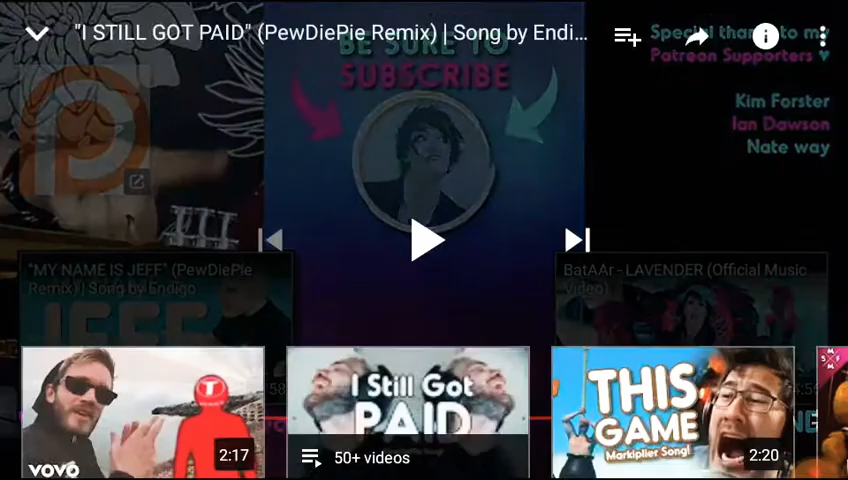 "I STILL GOT PAID" (PewDiePie Remix) | Song by Endi...
BE SURE TO
SUBSCRIBE
Special thanks to my
Patreon Supporters ♥
Kim Forster
Ian Dawson
Nate way
"MY NAME IS JEFF" (PewDiePie
Remix) | Song by Endigo
JEFF
BatAAr - LAVENDER (Official Music
Video)
VOVO
T
2:17
I Still Got
PAID
50+ videos
THIS
GAME
Markiplier Song!
2:20